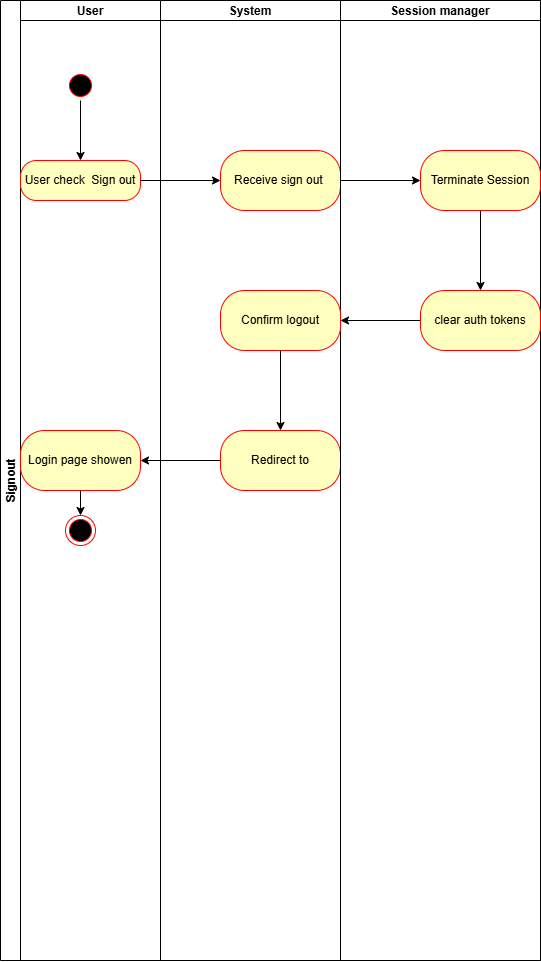 User
System
Session manager
User check  Sign out
Receive sign out
Terminate Session
Confirm logout
clear auth tokens
Login page showen
Redirect to
Signout